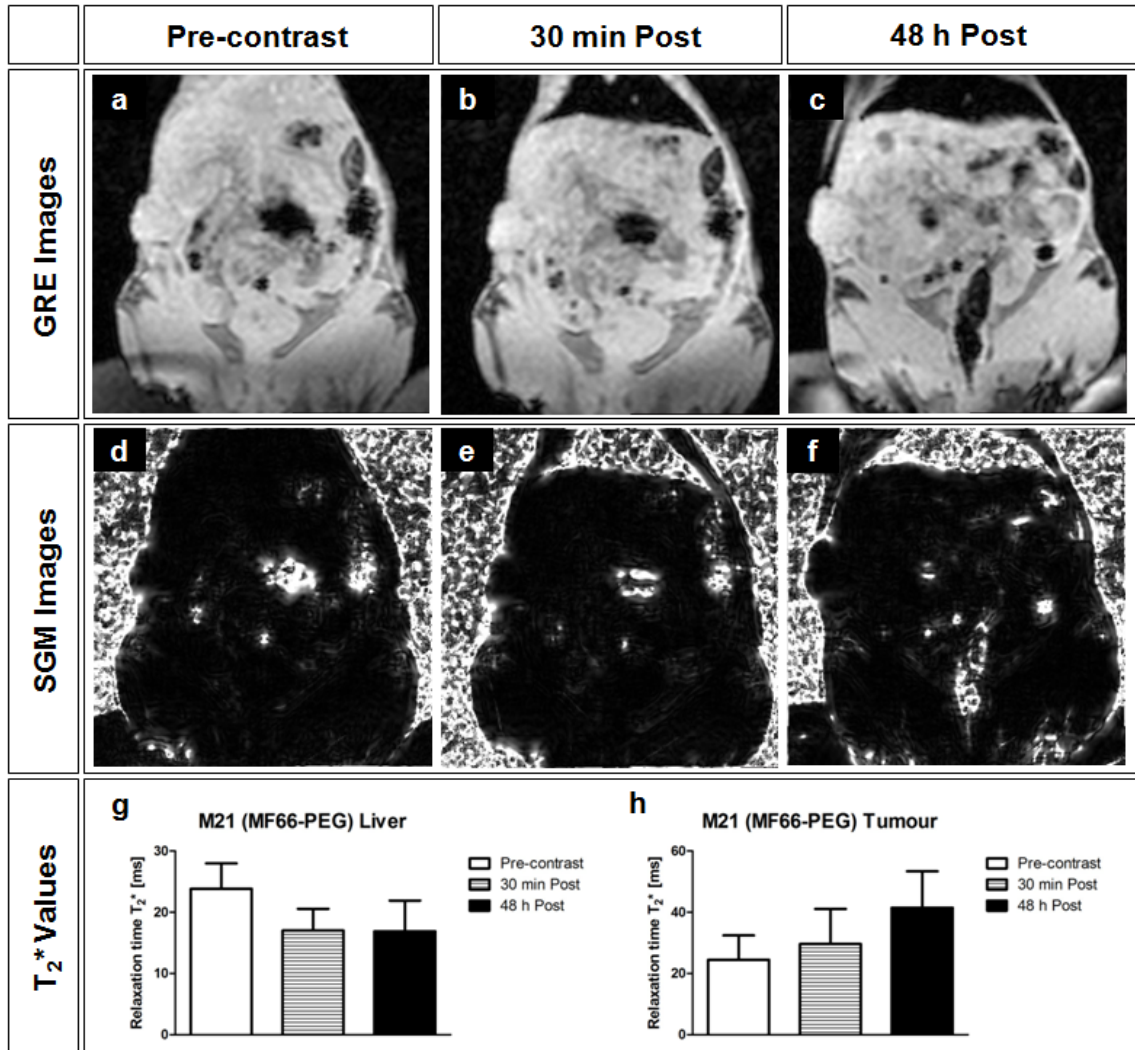 Pre-contrast
30 min Post
48 h Post
GRE Images
a
b
c
SGM Images
d
e
f
T2* Values
g
M21 (MF66-PEG) Liver
Relaxation time T2* [ms]
30
20
10
0
Pre-contrast
30 min Post
48 h Post
h
M21 (MF66-PEG) Tumour
Relaxation time T2* [ms]
60
40
20
0
Pre-contrast
30 min Post
48 h Post